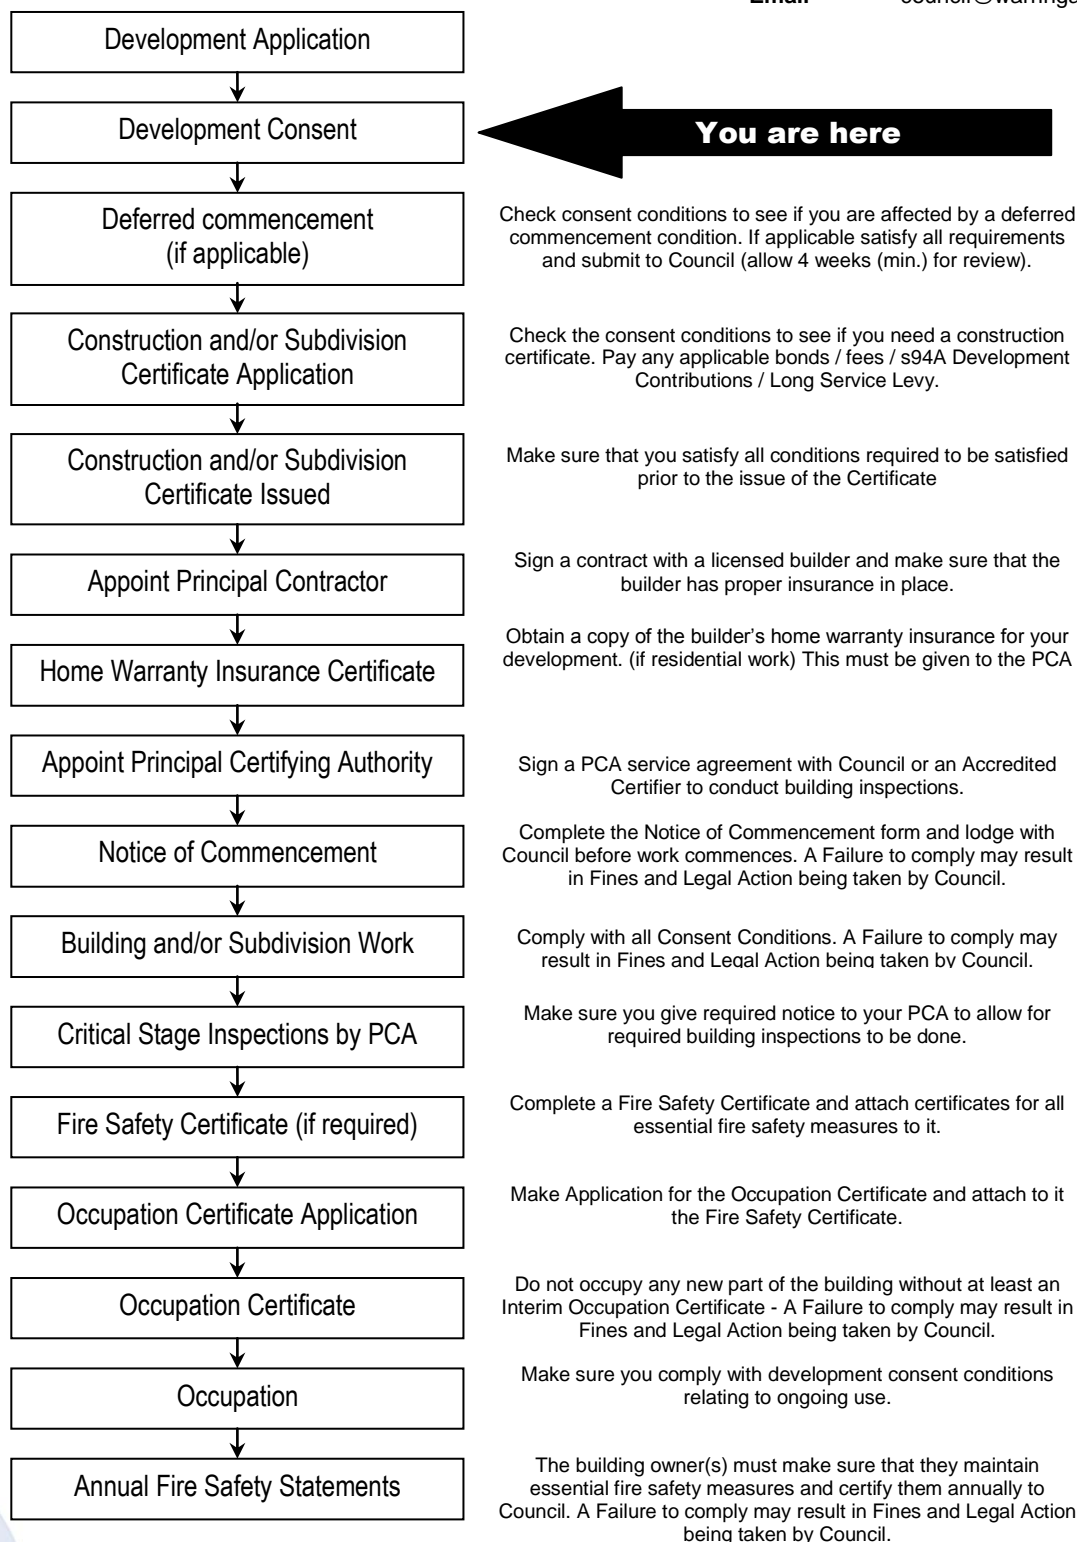 Email council@warringa
Development Application
Development Consent
You are here
Deferred commencement
(if applicable)
Check consent conditions to see if you are affected by a deferred
commencement condition. If applicable satisfy all requirements
and submit to Council (allow 4 weeks (min.) for review).
Construction and/or Subdivision
Certificate Application
Check the consent conditions to see if you need a construction
certificate. Pay any applicable bonds / fees / s94A Development
Contributions / Long Service Levy.
Construction and/or Subdivision
Certificate Issued
Make sure that you satisfy all conditions required to be satisfied
prior to the issue of the Certificate
Appoint Principal Contractor
Sign a contract with a licensed builder and make sure that the
builder has proper insurance in place.
Home Warranty Insurance Certificate
Obtain a copy of the builder’s home warranty insurance for your
development. (if residential work) This must be given to the PCA
Appoint Principal Certifying Authority
Sign a PCA service agreement with Council or an Accredited
Certifier to conduct building inspections.
Notice of Commencement
Complete the Notice of Commencement form and lodge with
Council before work commences. A Failure to comply may result
in Fines and Legal Action being taken by Council.
Building and/or Subdivision Work
Comply with all Consent Conditions. A Failure to comply may
result in Fines and Legal Action being taken by Council.
Critical Stage Inspections by PCA
Make sure you give required notice to your PCA to allow for
required building inspections to be done.
Fire Safety Certificate (if required)
Complete a Fire Safety Certificate and attach certificates for all
essential fire safety measures to it.
Occupation Certificate Application
Make Application for the Occupation Certificate and attach to it
the Fire Safety Certificate.
Occupation Certificate
Do not occupy any new part of the building without at least an
Interim Occupation Certificate - A Failure to comply may result in
Fines and Legal Action being taken by Council.
Occupation
Make sure you comply with development consent conditions
relating to ongoing use.
Annual Fire Safety Statements
The building owner(s) must make sure that they maintain
essential fire safety measures and certify them annually to
Council. A Failure to comply may result in Fines and Legal Action
being taken by Council.